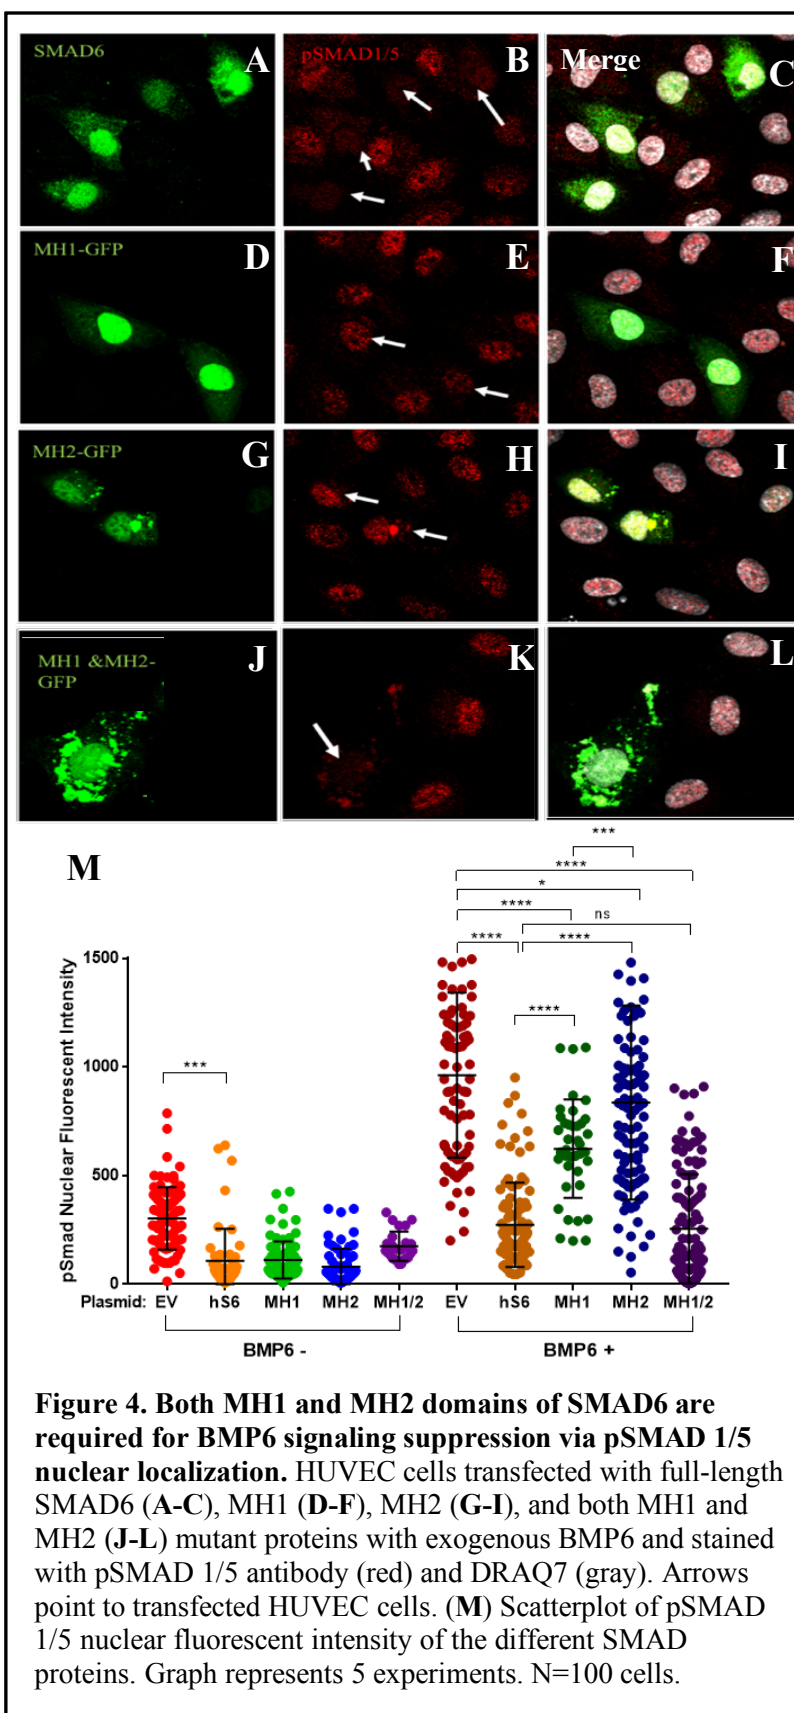 SMAD6 A pSMAD1/5 B Merge C
MH1-GFP D E F
MH2-GFP G H I
MH1 &MH2-
GFP
J K L
M
***
****
*
****
ns
**** ****
****
***
pSmad Nuclear Fluorescent Intensity
1500
1000
500
0
Plasmid: EV hS6 MH1 MH2 MH1/2 EV hS6 MH1 MH2 MH1/2
BMP6 - BMP6 +
Figure 4. Both MH1 and MH2 domains of SMAD6 are
required for BMP6 signaling suppression via pSMAD 1/5
nuclear localization. HUVEC cells transfected with full-length
SMAD6 (A-C), MH1 (D-F), MH2 (G-I), and both MH1 and
MH2 (J-L) mutant proteins with exogenous BMP6 and stained
with pSMAD 1/5 antibody (red) and DRAQ7 (gray). Arrows
point to transfected HUVEC cells. (M) Scatterplot of pSMAD
1/5 nuclear fluorescent intensity of the different SMAD
proteins. Graph represents 5 experiments. N=100 cells.